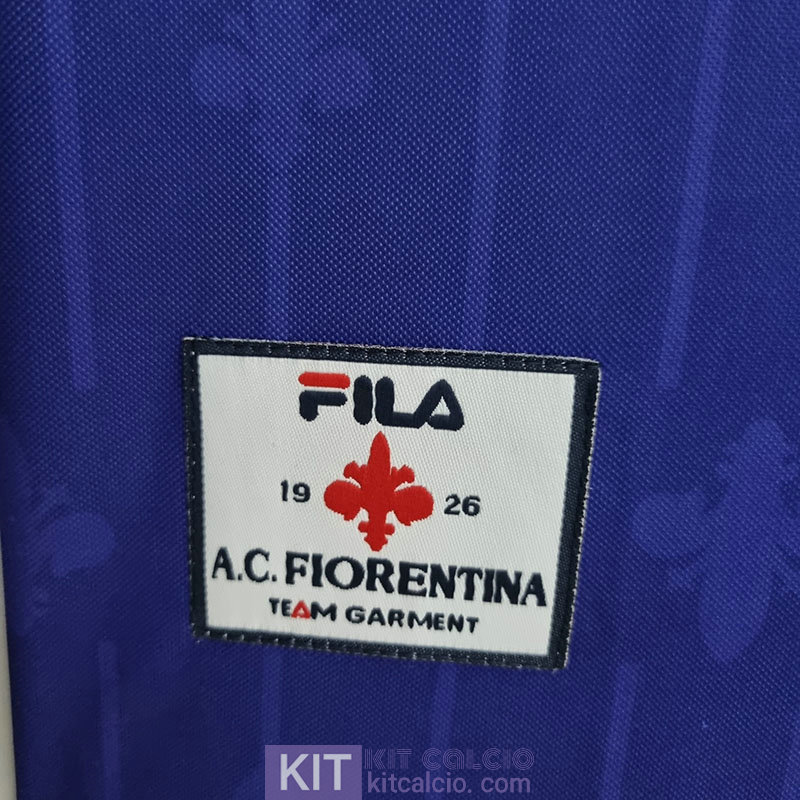 FILA
19 26
A.C. FIORENTINA
TEAM GARMENT
KIT KIT CALCIO
kitcalcio. com